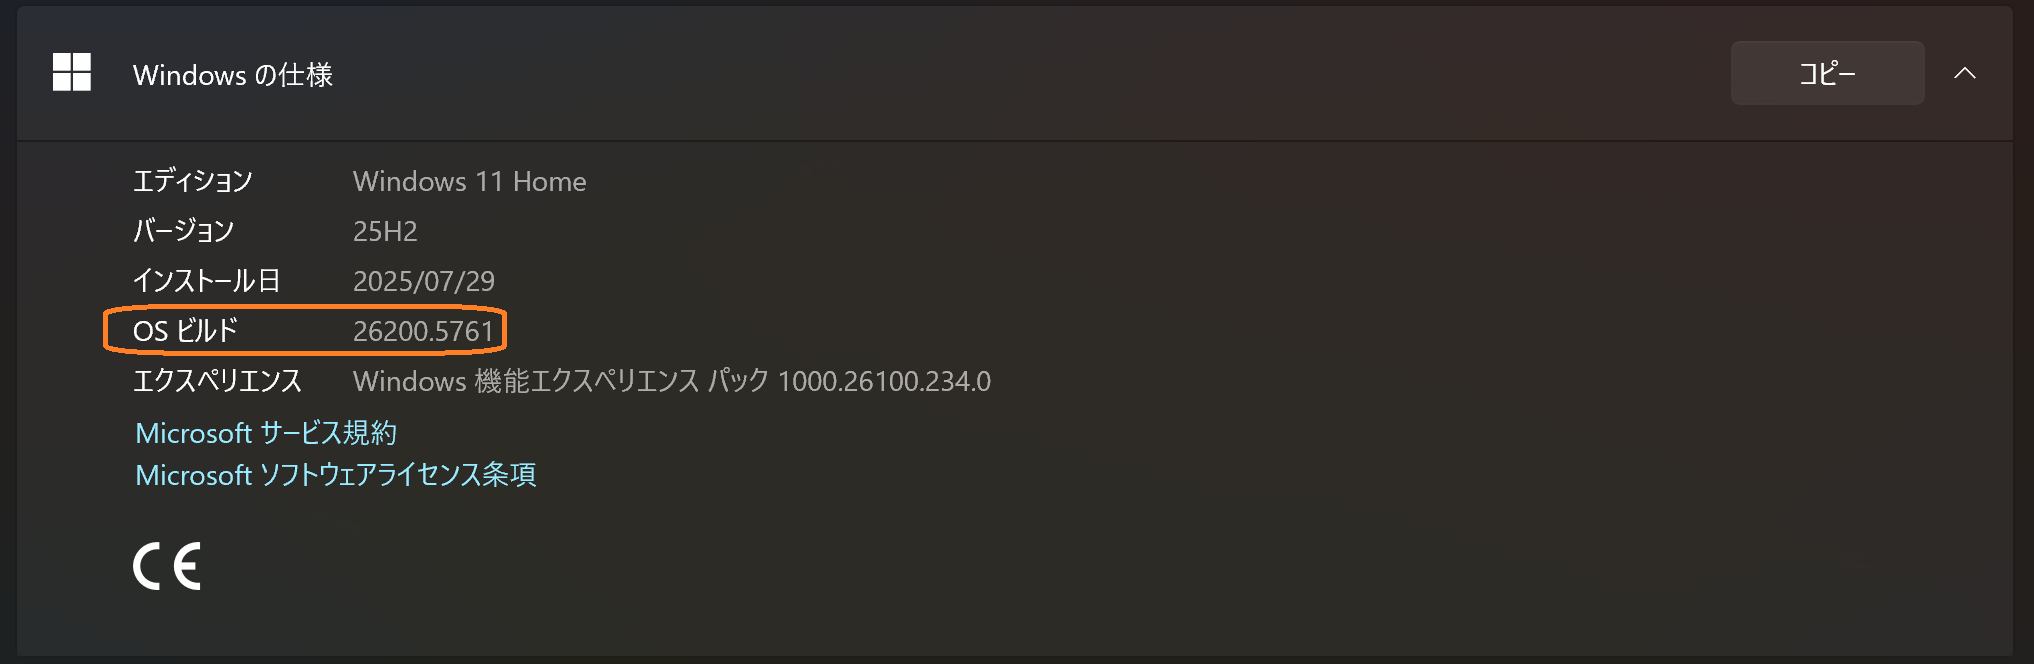 Windows の仕様
コピー
エディション Windows 11 Home
バージョン 25H2
インストール日 2025/07/29
OS ビルド 26200.5761
エクスペリエンス Windows 機能エクスペリエンス パック 1000.26100.234.0
Microsoft サービス規約
Microsoft ソフトウェアライセンス条項
CE